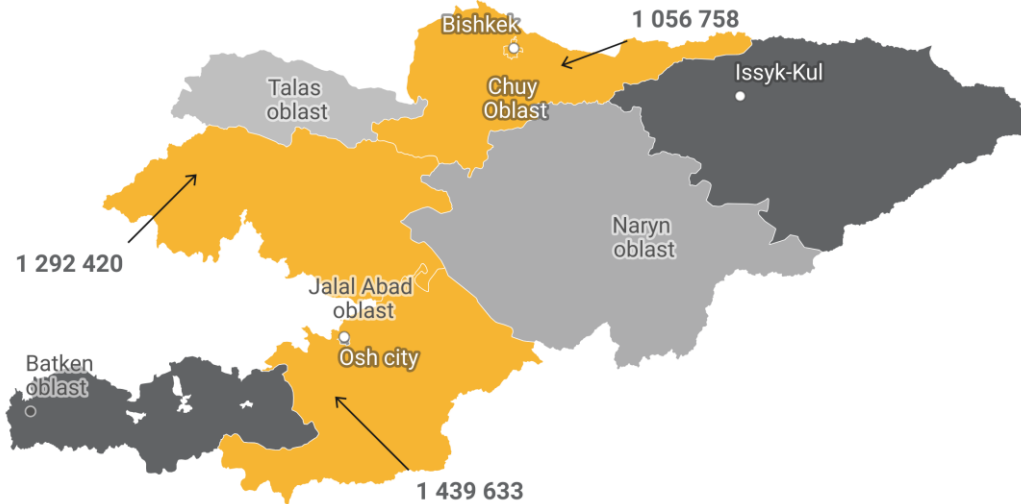 1 056 758
Bishkek
Issyk-Kul
Talas
oblast
Chuy
Oblast
Naryn
oblast
1 292 420
Jalal Abad
oblast
Osh city
Batken
oblast
1 439 633